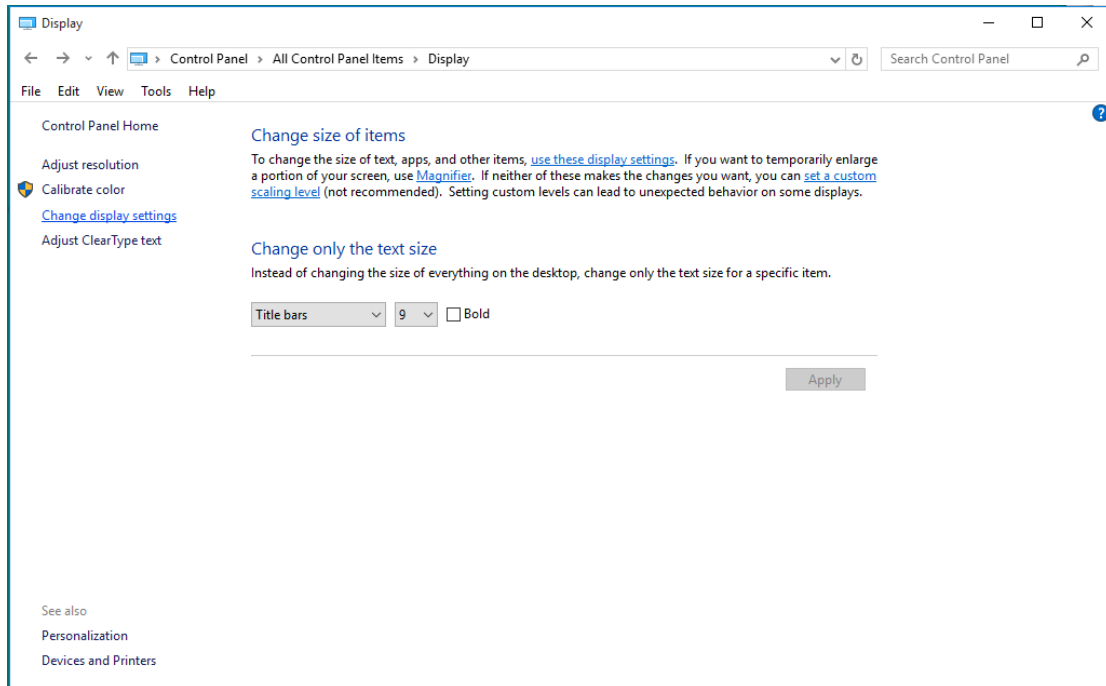 Display
Control Panel > All Control Panel Items > Display
Search Control Panel
File Edit View Tools Help
?
Control Panel Home
Adjust resolution
Calibrate color
Change display settings
Adjust ClearType text
Change size of items
To change the size of text, apps, and other items, use these display settings. If you want to temporarily enlarge
a portion of your screen, use Magnifier. If neither of these makes the changes you want, you can set a custom
scaling level (not recommended). Setting custom levels can lead to unexpected behavior on some displays.
Change only the text size
Instead of changing the size of everything on the desktop, change only the text size for a specific item.
Title bars 9 Bold
Apply
See also
Personalization
Devices and Printers